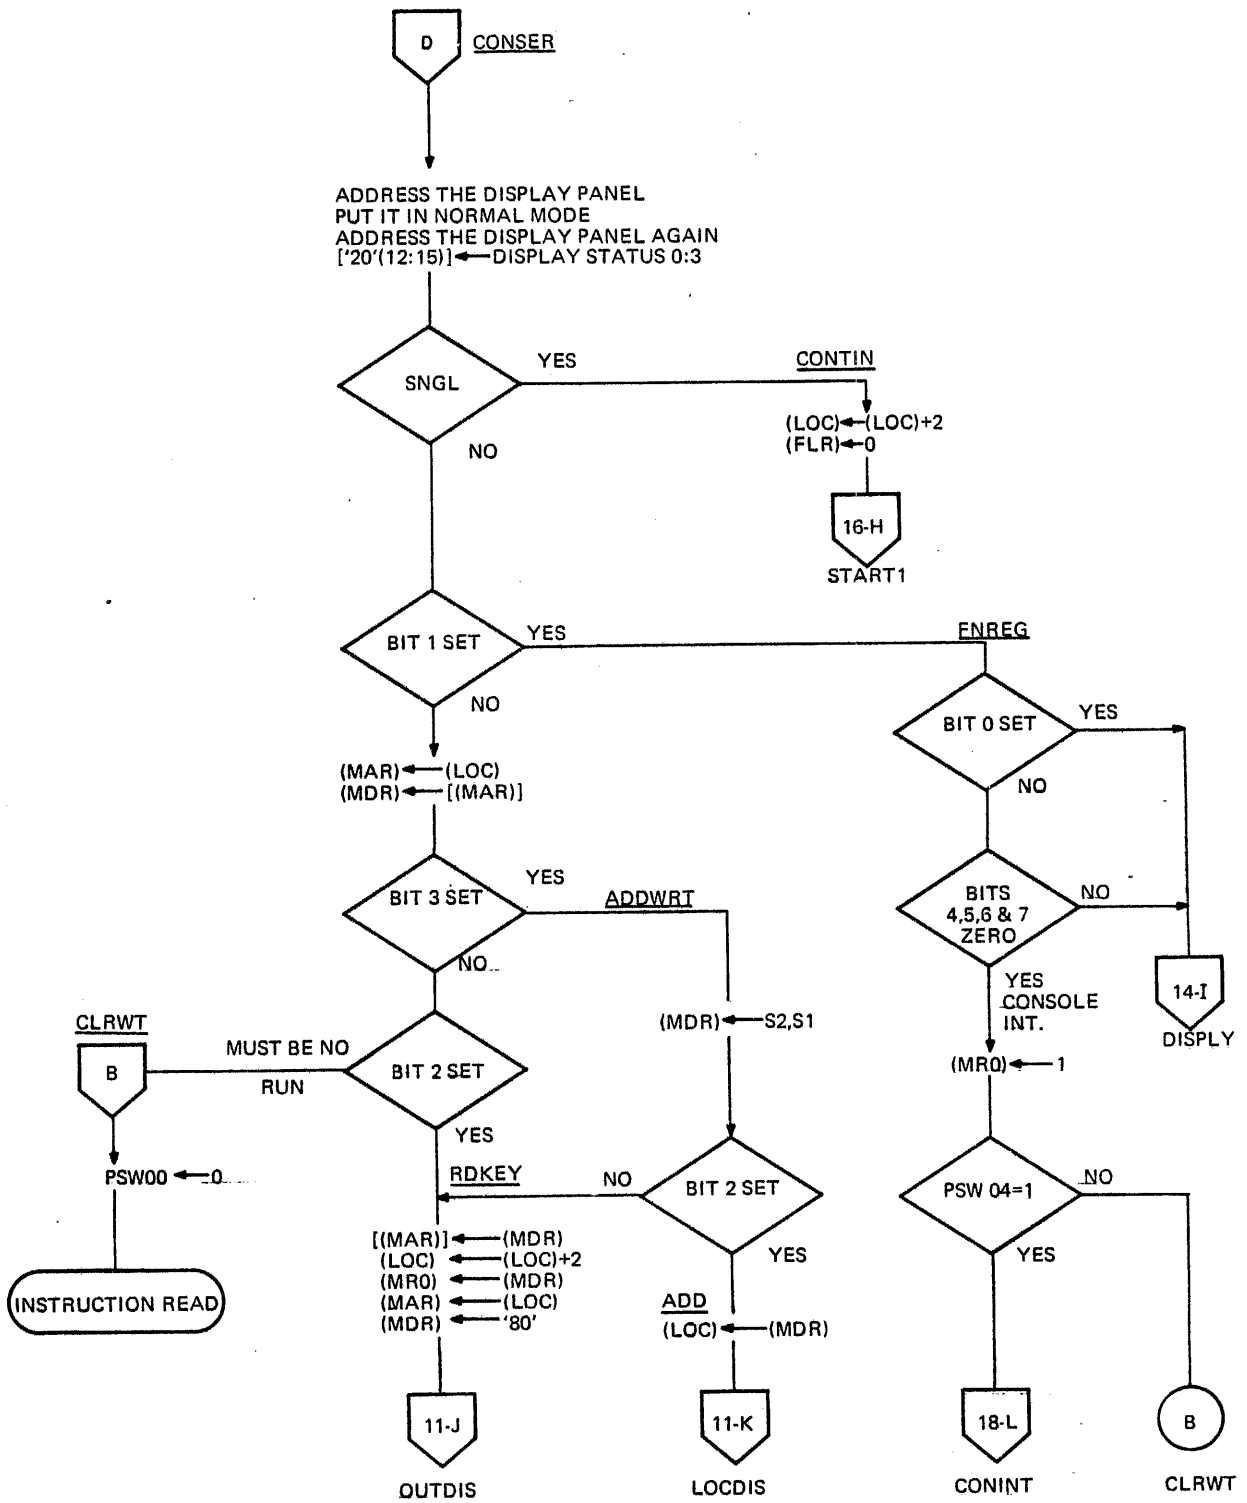 D CONSER
ADDRESS THE DISPLAY PANEL
PUT IT IN NORMAL MODE
ADDRESS THE DISPLAY PANEL AGAIN
['20'(12:15)]←DISPLAY STATUS 0:3
SNGL
YES
CONTIN
NO
(LOC)←(LOC)+2
(FLR)←0
16-H
START1
BIT 1 SET
YES
FNREG
NO
BIT 0 SET
YES
NO
(MAR)←(LOC)
(MDR)←[(MAR)]
BIT 3 SET
YES
ADDWRT
NO
BITS
4,5,6 & 7
ZERO
NO
YES
CONSOLE
INT.
14-I
DISPLY
(MDR)←S2,S1
CLRWT
B
MUST BE NO
RUN
BIT 2 SET
YES
(MR0)←1
PSW00←0
RDKEY
NO
BIT 2 SET
YES
PSW 04=1
NO
YES
INSTRUCTION READ
[(MAR)]←(MDR)
(LOC)←(LOC)+2
(MR0)←(MDR)
(MAR)←(LOC)
(MDR)←'80'
ADD
(LOC)←(MDR)
11-J
OUTDIS
11-K
LOCDIS
18-L
CONINT
B
CLRWT